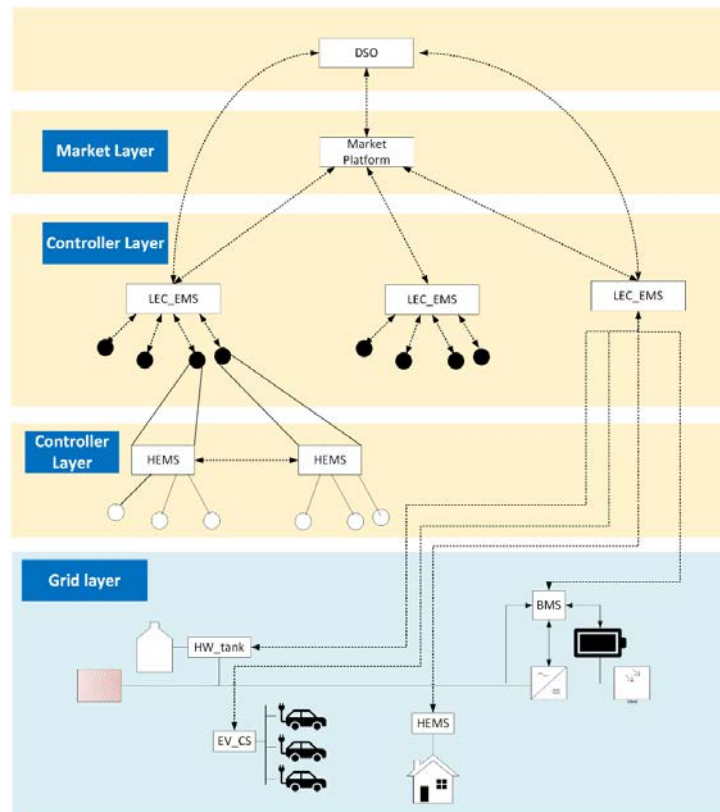 DSO
Market Layer
Market
Platform
Controller Layer
LEC_EMS
LEC_EMS
LEC_EMS
Controller
Layer
HEMS
HEMS
Grid layer
BMS
HW_tank
HEMS
EV_CS